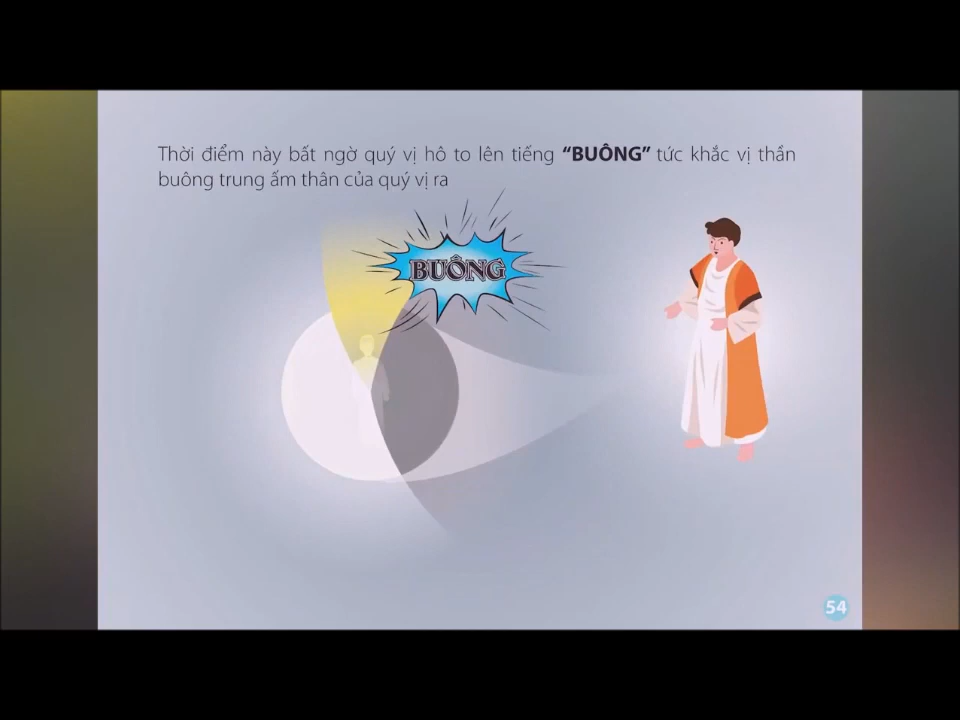 Thời điểm này bất ngờ quý vị hô to lên tiếng “BUÔNG” tức khắc vị thần
buông trung ấm thân của quý vị ra
BUÔNG
54